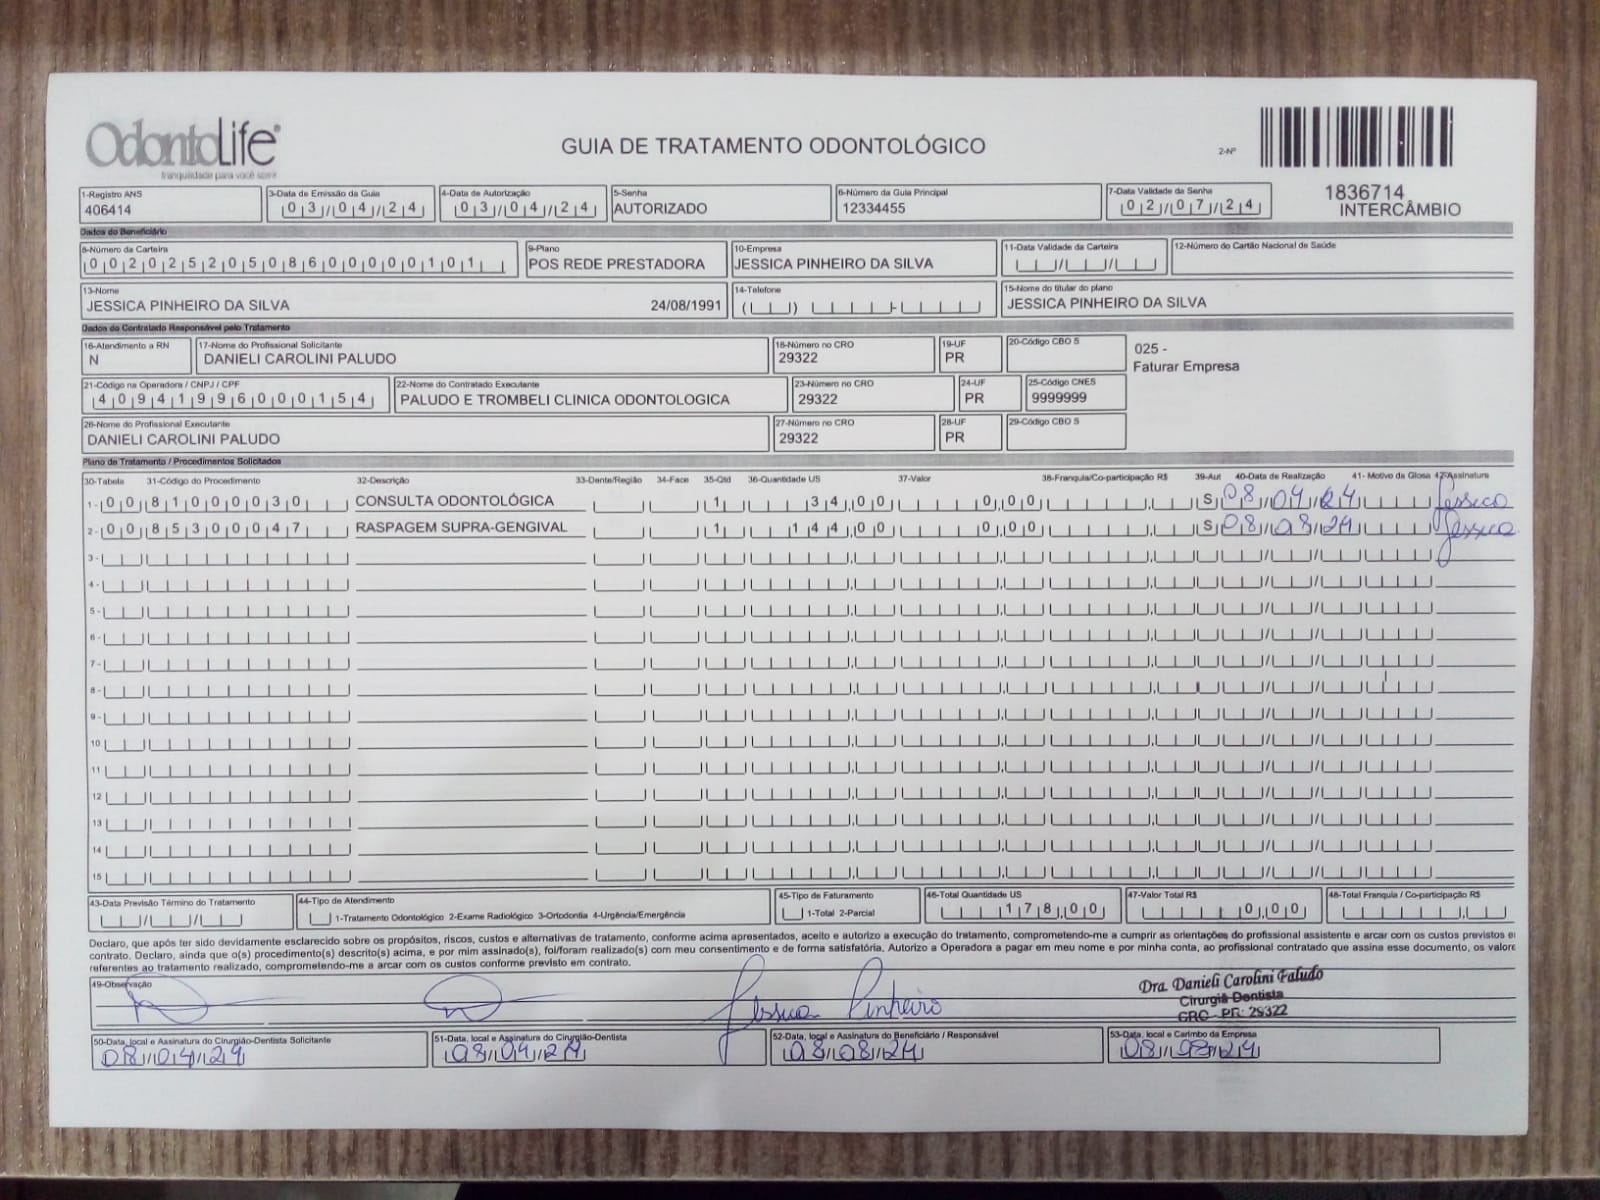 OdontoLife®
tranquilidade para você sorrir
GUIA DE TRATAMENTO ODONTOLÓGICO
2-Nº
1836714
INTERCÂMBIO
1-Registro ANS
406414
3-Data de Emissão da Guia
03/04/24
4-Data de Autorização
03/04/24
5-Senha
AUTORIZADO
6-Número da Guia Principal
12334455
7-Data Validade da Senha
02/07/24
Dados do Beneficiário
8-Número da Carteira
00202520508600000101
9-Plano
POS REDE PRESTADORA
10-Empresa
JESSICA PINHEIRO DA SILVA
11-Data Validade da Carteira
12-Número do Cartão Nacional de Saúde
13-Nome
JESSICA PINHEIRO DA SILVA 24/08/1991
14-Telefone
15-Nome do titular do plano
JESSICA PINHEIRO DA SILVA
Dados do Contratado Responsável pelo Tratamento
16-Atendimento a RN
N
17-Nome do Profissional Solicitante
DANIELI CAROLINI PALUDO
18-Número no CRO
29322
19-UF
PR
20-Código CBO S
025 -
Faturar Empresa
21-Código na Operadora / CNPJ / CPF
40941996000154
22-Nome do Contratado Executante
PALUDO E TROMBELI CLINICA ODONTOLOGICA
23-Número no CRO
29322
24-UF
PR
25-Código CNES
9999999
26-Nome do Profissional Executante
DANIELI CAROLINI PALUDO
27-Número no CRO
29322
28-UF
PR
29-Código CBO S
Plano de Tratamento / Procedimentos Solicitados
30-Tabela 31-Código do Procedimento 32-Descrição 33-Dente/Região 34-Face 35-Qtd 36-Quantidade US 37-Valor 38-Franquia/Co-participação R$ 39-Aut 40-Data de Realização 41- Motivo da Glosa 42-Assinatura
1- 00 81000030 CONSULTA ODONTOLÓGICA 1 34,00 0,00 S 08/04/24 Jessica
2- 00 85300047 RASPAGEM SUPRA-GENGIVAL 1 144,00 0,00 S 08/08/24 Jessica
3-
4-
5-
6-
7-
8-
9-
10
11
12
13
14
15
43-Data Previsão Término do Tratamento
44-Tipo de Atendimento
1-Tratamento Odontológico 2-Exame Radiológico 3-Ortodontia 4-Urgência/Emergência
45-Tipo de Faturamento
1-Total 2-Parcial
46-Total Quantidade US
178,00
47-Valor Total R$
0,00
48-Total Franquia / Co-participação R$
Declaro, que após ter sido devidamente esclarecido sobre os propósitos, riscos, custos e alternativas de tratamento, conforme acima apresentados, aceito e autorizo a execução do tratamento, comprometendo-me a cumprir as orientações do profissional assistente e arcar com os custos previstos em
contrato. Declaro, ainda que o(s) procedimento(s) descrito(s) acima, e por mim assinado(s), foi/foram realizado(s) com meu consentimento e de forma satisfatória. Autorizo a Operadora a pagar em meu nome e por minha conta, ao profissional contratado que assina esse documento, os valore
referentes ao tratamento realizado, comprometendo-me a arcar com os custos conforme previsto em contrato.
49-Observação
Jessica Pinheiro
Dra. Danieli Carolini Paludo
Cirurgiã Dentista
CRO - PR: 29322
50-Data, local e Assinatura do Cirurgião-Dentista Solicitante
08/04/24
51-Data, local e Assinatura do Cirurgião-Dentista
08/04/24
52-Data, local e Assinatura do Beneficiário / Responsável
08/08/24
53-Data, local e Carimbo da Empresa